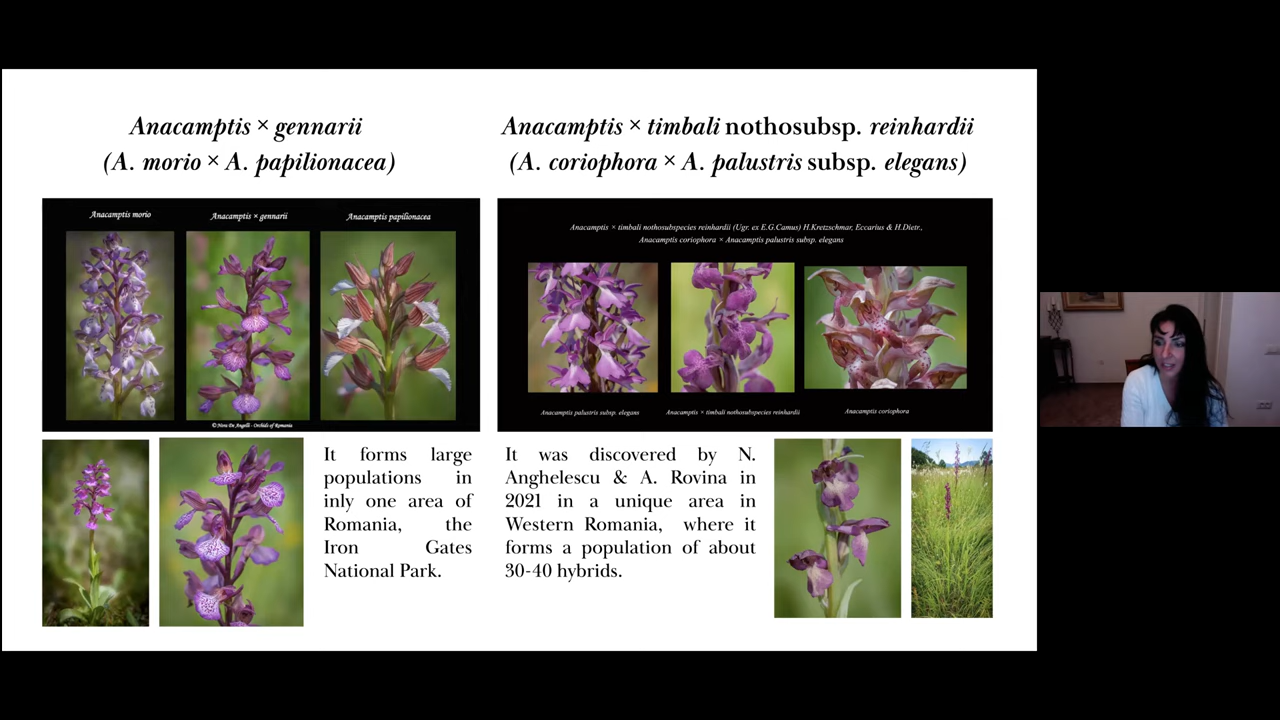 Anacamptis × gennarii
(A. morio × A. papilionacea)
Anacamptis × timbali nothosubsp. reinhardii
(A. coriophora × A. palustris subsp. elegans)
Anacamptis morio
Anacamptis × gennarii
Anacamptis papilionacea
© Nora De Angelli - Orchids of Romania
Anacamptis × timbali nothosubspecies reinhardii (Ugr. ex E.G.Camus) H.Kretzschmar, Eccarius & H.Dietr.,
Anacamptis coriophora × Anacamptis palustris subsp. elegans
Anacamptis palustris subsp. elegans
Anacamptis × timbali nothosubspecies reinhardii
Anacamptis coriophora
It forms large
populations in
inly one area of
Romania, the
Iron Gates
National Park.
It was discovered by N.
Anghelescu & A. Rovina in
2021 in a unique area in
Western Romania, where it
forms a population of about
30-40 hybrids.